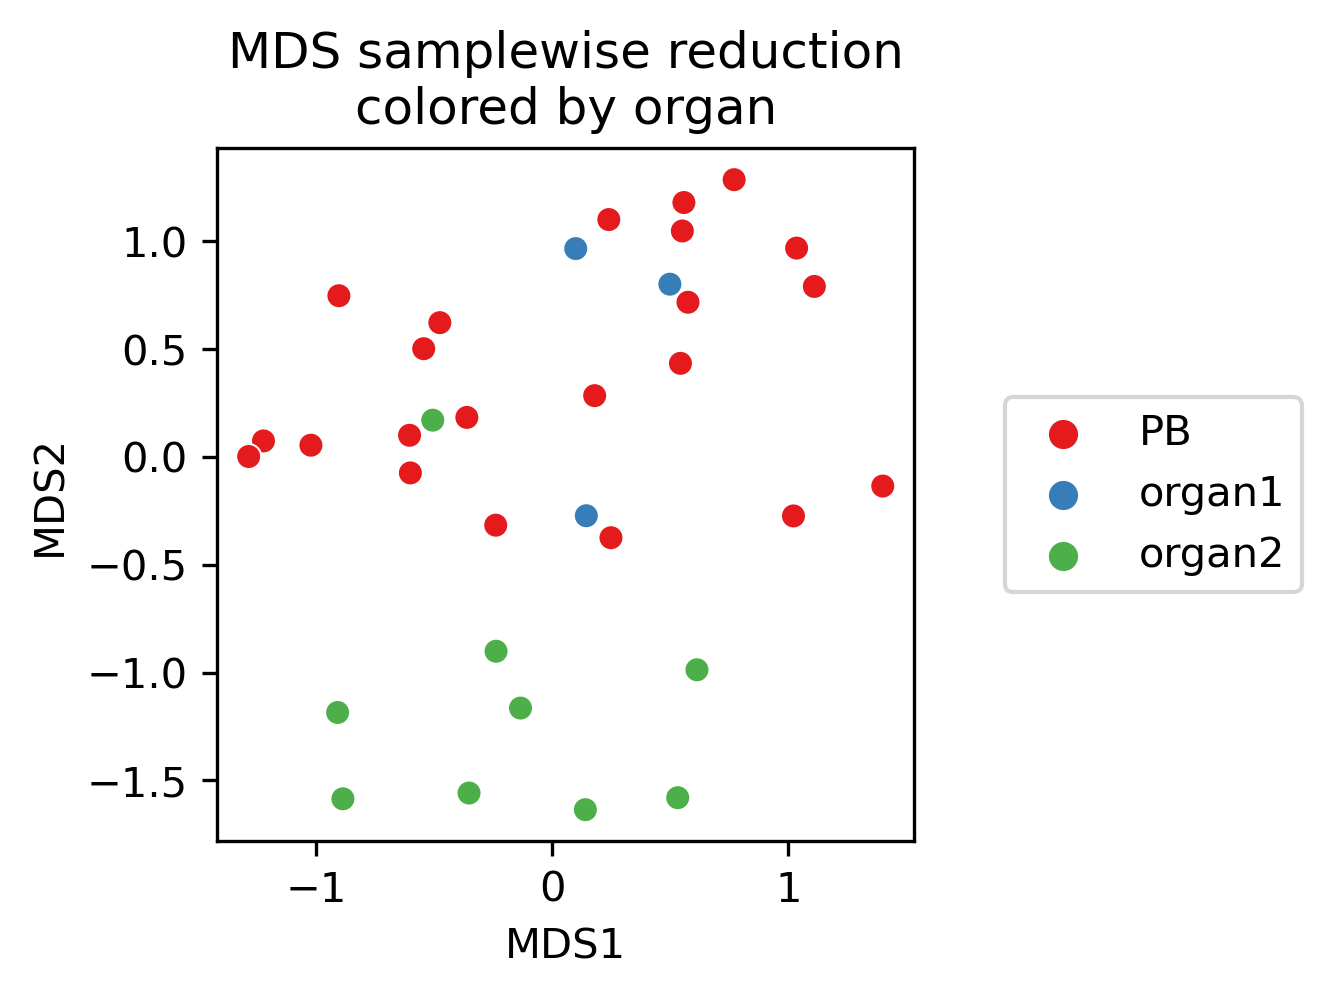 MDS samplewise reduction
colored by organ
1.0
0.5
0.0
−0.5
−1.0
−1.5
MDS2
−1
0
1
MDS1
PB
organ1
organ2